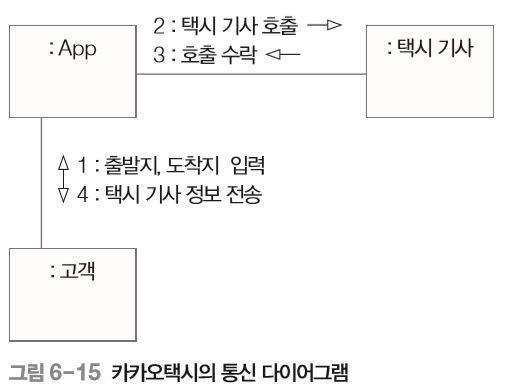 : App
2 : 택시 기사 호출
3 : 호출 수락
: 택시 기사
1 : 출발지, 도착지 입력
4 : 택시 기사 정보 전송
: 고객
그림 6-15 카카오택시의 통신 다이어그램